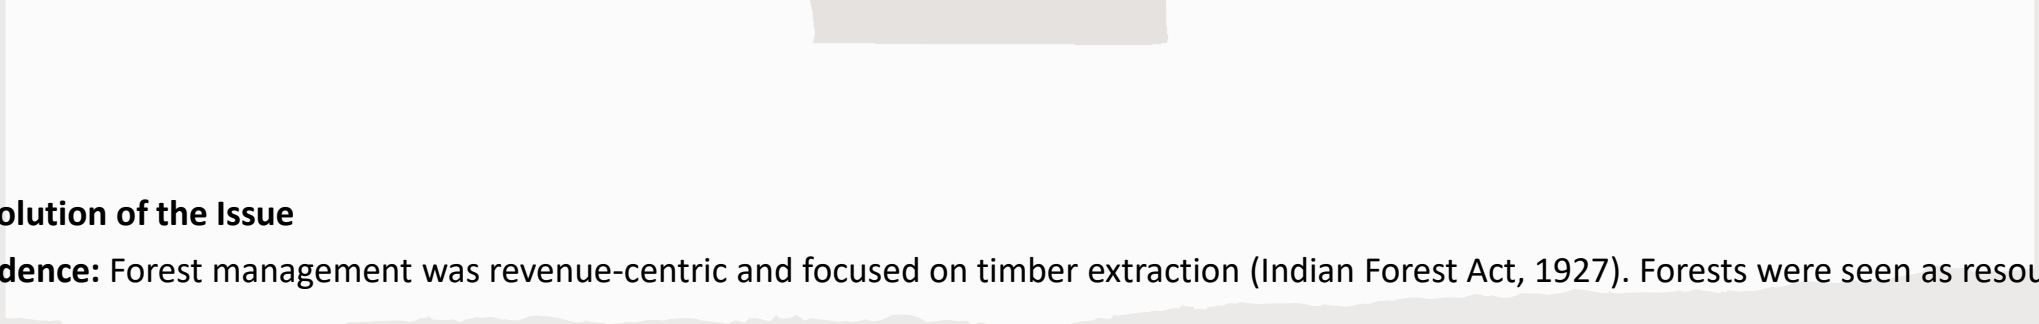 olution of the Issue
dence: Forest management was revenue-centric and focused on timber extraction (Indian Forest Act, 1927). Forests were seen as resou